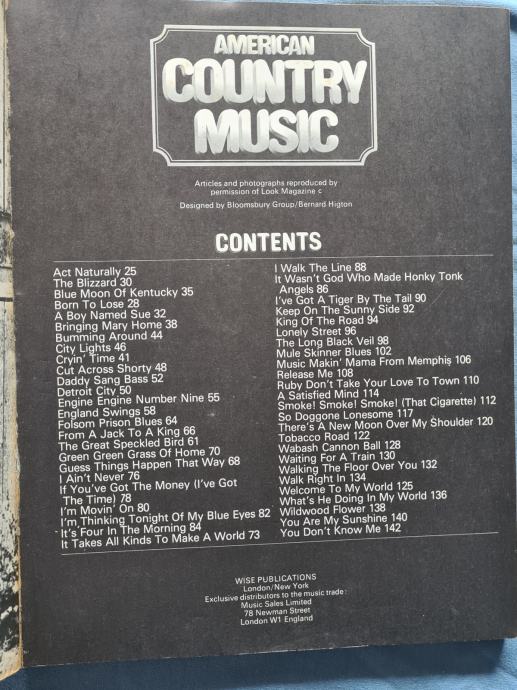 AMERICAN
COUNTRY
MUSIC
Articles and photographs reproduced by
permission of Look Magazine c
Designed by Bloomsbury Group/Bernard Higton
CONTENTS
Act Naturally 25
The Blizzard 30
Blue Moon Of Kentucky 35
Born To Lose 28
A Boy Named Sue 32
Bringing Mary Home 38
Bumming Around 44
City Lights 46
Cryin' Time 41
Cut Across Shorty 48
Daddy Sang Bass 52
Detroit City 50
Engine Engine Number Nine 55
England Swings 58
Folsom Prison Blues 64
From A Jack To A King 66
The Great Speckled Bird 61
Green Green Grass Of Home 70
Guess Things Happen That Way 68
I Ain't Never 76
If You've Got The Money (I've Got
The Time) 78
I'm Movin' On 80
I'm Thinking Tonight Of My Blue Eyes 82
It's Four In The Morning 84
It Takes All Kinds To Make A World 73
I Walk The Line 88
It Wasn't God Who Made Honky Tonk
Angels 86
I've Got A Tiger By The Tail 90
Keep On The Sunny Side 92
King Of The Road 94
Lonely Street 96
The Long Black Veil 98
Mule Skinner Blues 102
Music Makin' Mama From Memphis 106
Release Me 108
Ruby Don't Take Your Love To Town 110
A Satisfied Mind 114
Smoke! Smoke! Smoke! (That Cigarette) 112
So Doggone Lonesome 117
There's A New Moon Over My Shoulder 120
Tobacco Road 122
Wabash Cannon Ball 128
Waiting For A Train 130
Walking The Floor Over You 132
Walk Right In 134
Welcome To My World 125
What's He Doing In My World 136
Wildwood Flower 138
You Are My Sunshine 140
You Don't Know Me 142
WISE PUBLICATIONS
London/New York
Exclusive distributors to the music trade:
Music Sales Limited
78 Newman Street
London W1 England